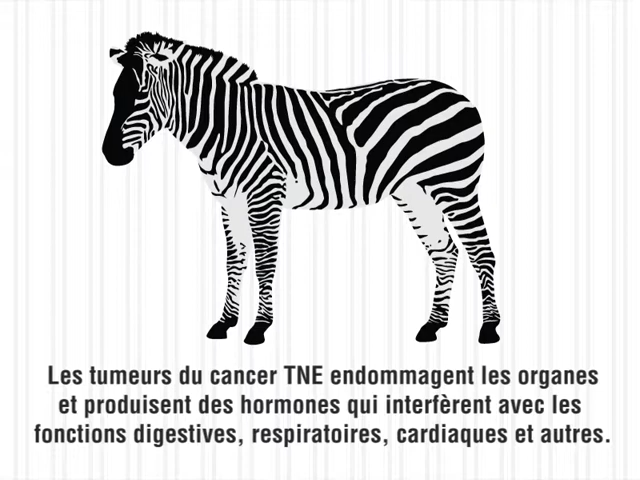 Les tumeurs du cancer TNE endommagent les organes
et produisent des hormones qui interfèrent avec les
fonctions digestives, respiratoires, cardiaques et autres.